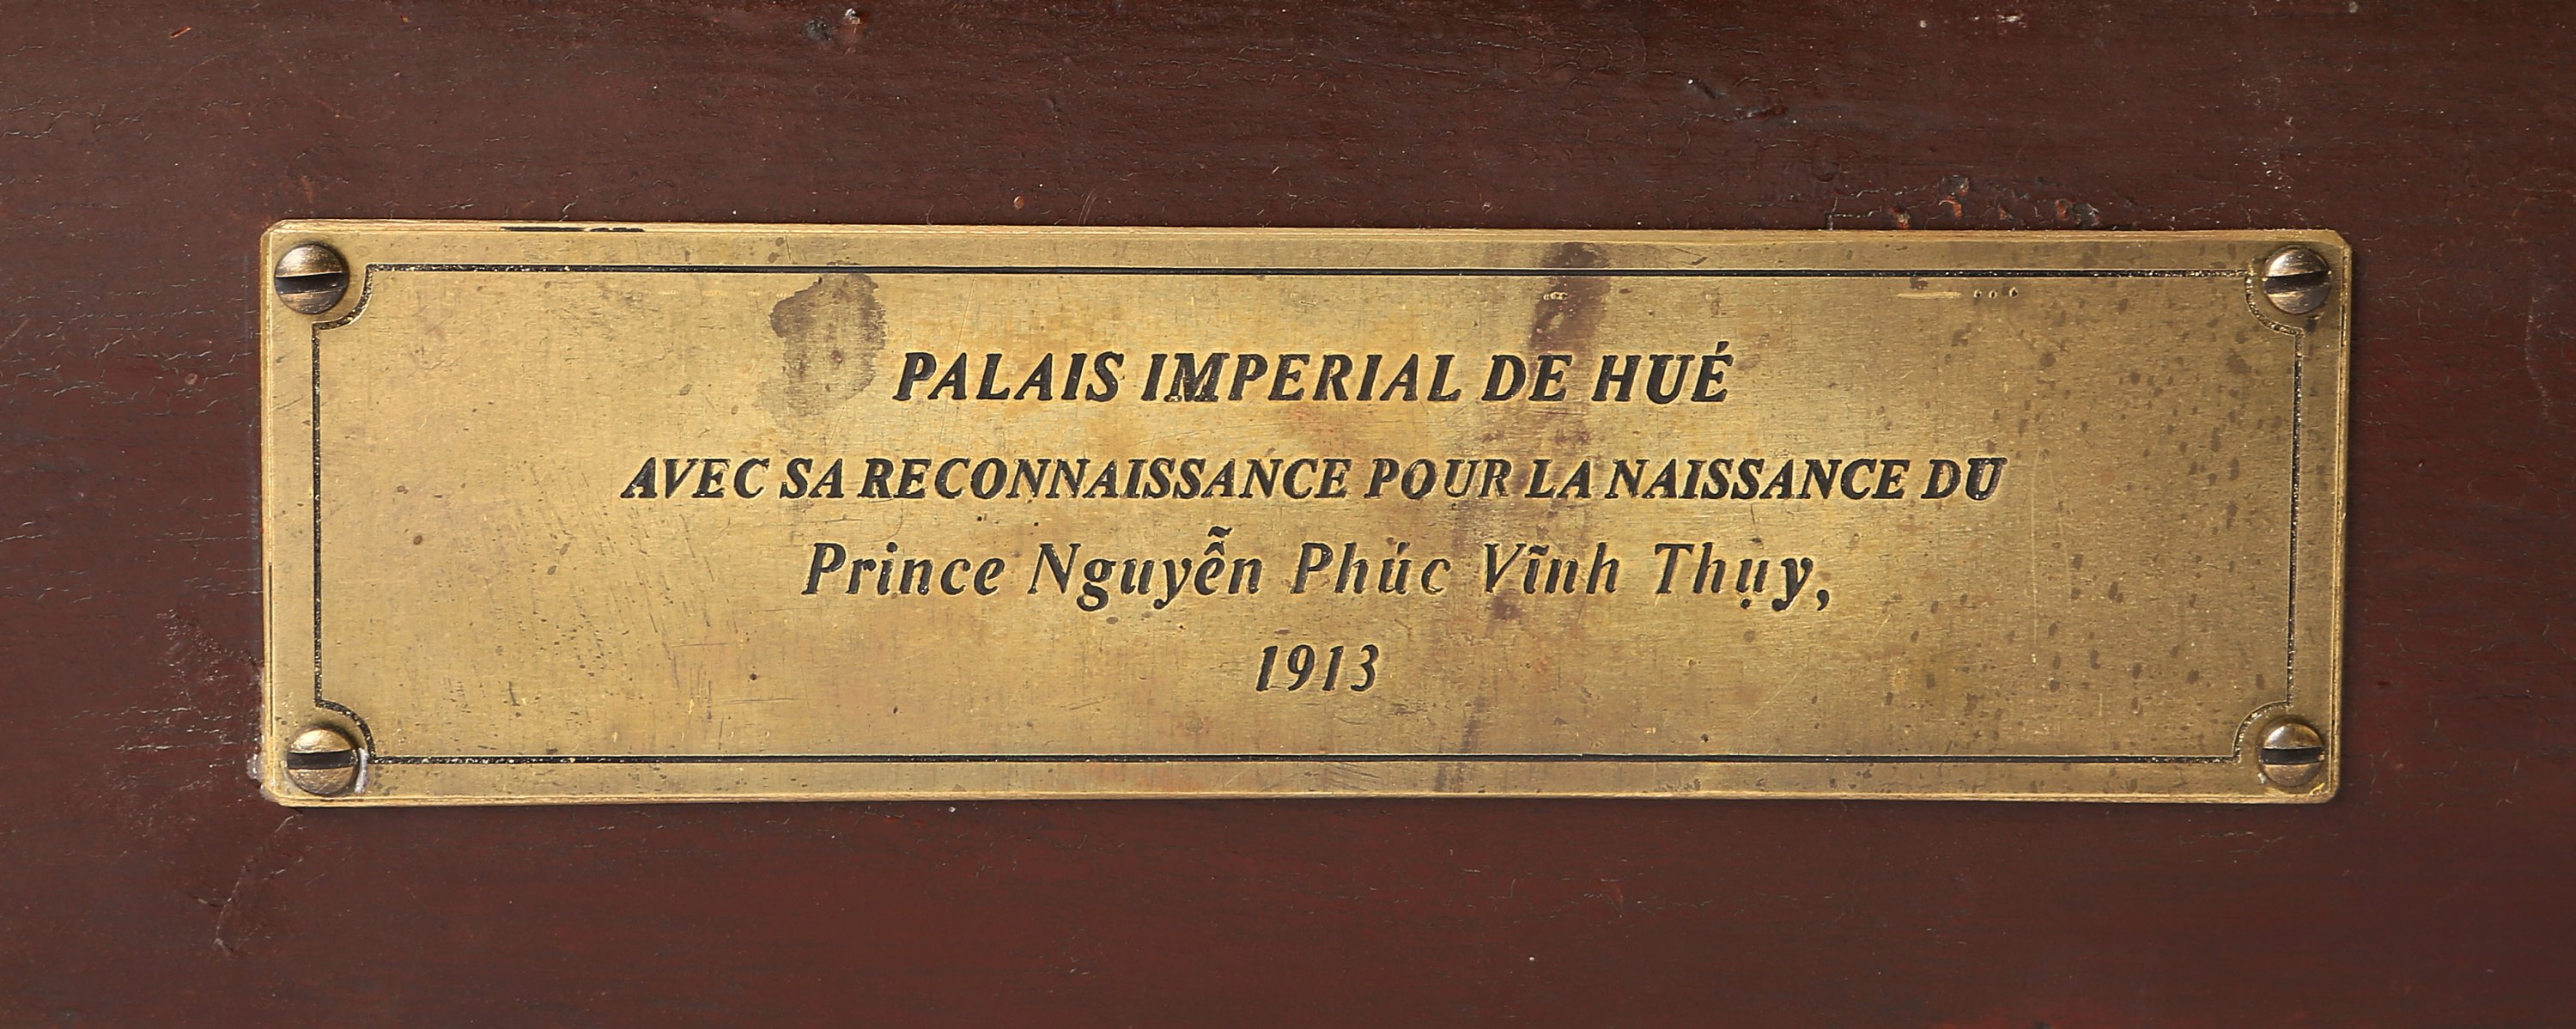 PALAIS IMPERIAL DE HUÉ
AVEC SA RECONNAISSANCE POUR LA NAISSANCE DU
Prince Nguyễn Phúc Vĩnh Thụy,
1913